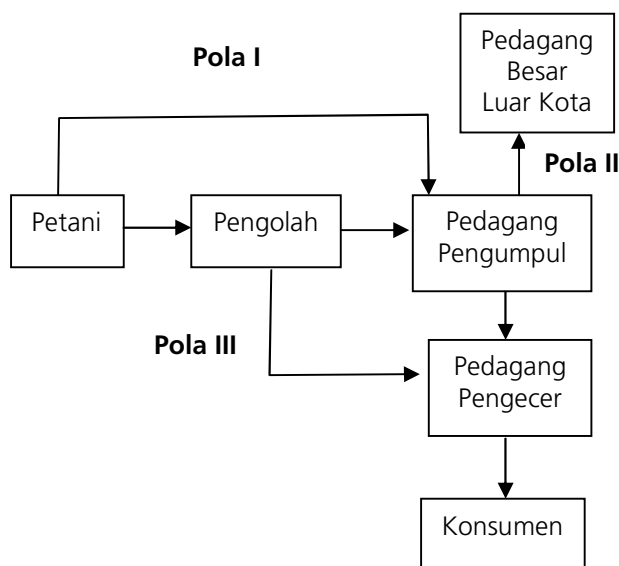 Pola I
Pedagang
Besar
Luar Kota
Pola II
Petani
Pengolah
Pedagang
Pengumpul
Pola III
Pedagang
Pengecer
Konsumen